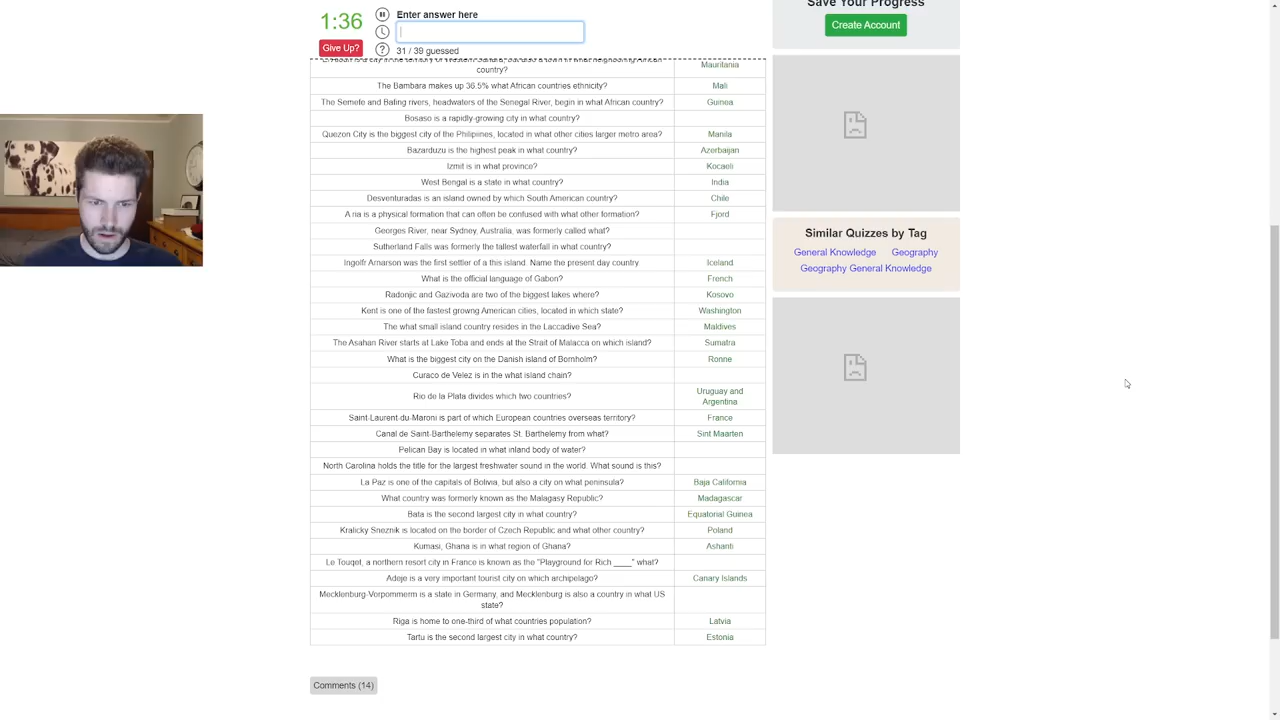 Save Your Progress
Create Account
1:36
Give Up?
Enter answer here
31 / 39 guessed
country?
Mauritania
The Bambara makes up 36.5% what African countries ethnicity?
Mali
The Semefe and Bafing rivers, headwaters of the Senegal River, begin in what African country?
Guinea
Bosaso is a rapidly-growing city in what country?
Quezon City is the biggest city of the Philipiines, located in what other cities larger metro area?
Manila
Bazarduzu is the highest peak in what country?
Azerbaijan
Izmit is in what province?
Kocaeli
West Bengal is a state in what country?
India
Desventuradas is an island owned by which South American country?
Chile
A ria is a physical formation that can often be confused with what other formation?
Fjord
Georges River, near Sydney, Australia, was formerly called what?
Sutherland Falls was formerly the tallest waterfall in what country?
Ingolfr Arnarson was the first settler of a this island. Name the present day country
Iceland
What is the official language of Gabon?
French
Radonjic and Gazivoda are two of the biggest lakes where?
Kosovo
Kent is one of the fastest growng American cities, located in which state?
Washington
The what small island country resides in the Laccadive Sea?
Maldives
The Asahan River starts at Lake Toba and ends at the Strait of Malacca on which island?
Sumatra
What is the biggest city on the Danish island of Bornholm?
Ronne
Curaco de Velez is in the what island chain?
Rio de la Plata divides which two countries?
Uruguay and
Argentina
Saint-Laurent-du-Maroni is part of which European countries overseas territory?
France
Canal de Saint-Barthelemy separates St. Barthelemy from what?
Sint Maarten
Pelican Bay is located in what inland body of water?
North Carolina holds the title for the largest freshwater sound in the world. What sound is this?
La Paz is one of the capitals of Bolivia, but also a city on what peninsula?
Baja California
What country was formerly known as the Malagasy Republic?
Madagascar
Bata is the second largest city in what country?
Equatorial Guinea
Kralicky Sneznik is located on the border of Czech Republic and what other country?
Poland
Kumasi, Ghana is in what region of Ghana?
Ashanti
Le Touqet, a northern resort city in France is known as the "Playground for Rich ____" what?
Adeje is a very important tourist city on which archipelago?
Canary Islands
Mecklenburg-Vorpommerm is a state in Germany, and Mecklenburg is also a country in what US
state?
Riga is home to one-third of what countries population?
Latvia
Tartu is the second largest city in what country?
Estonia
Comments (14)
Similar Quizzes by Tag
General Knowledge
Geography
Geography General Knowledge